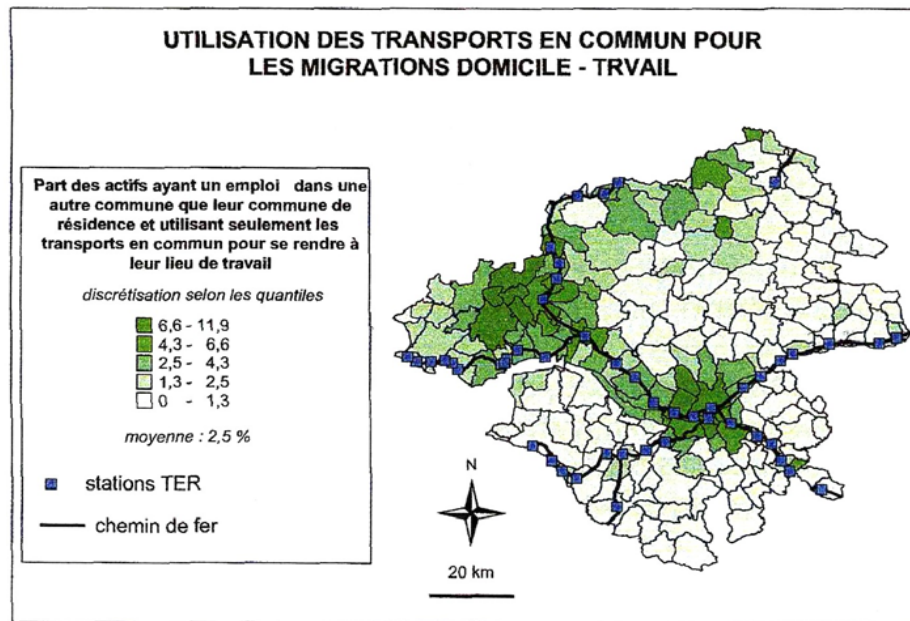 UTILISATION DES TRANSPORTS EN COMMUN POUR
LES MIGRATIONS DOMICILE - TRVAIL
Part des actifs ayant un emploi dans une
autre commune que leur commune de
résidence et utilisant seulement les
transports en commun pour se rendre à
leur lieu de travail
discrétisation selon les quantiles
6,6 - 11,9
4,3 - 6,6
2,5 - 4,3
1,3 - 2,5
0 - 1,3
moyenne : 2,5 %
stations TER
chemin de fer
N
20 km